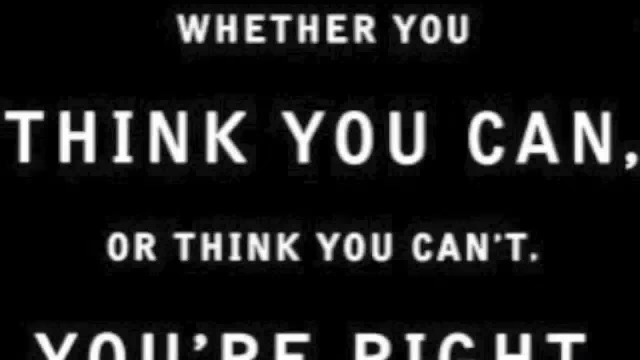 WHETHER YOU
THINK YOU CAN,
OR THINK YOU CAN'T.
YOU'RE RIGHT